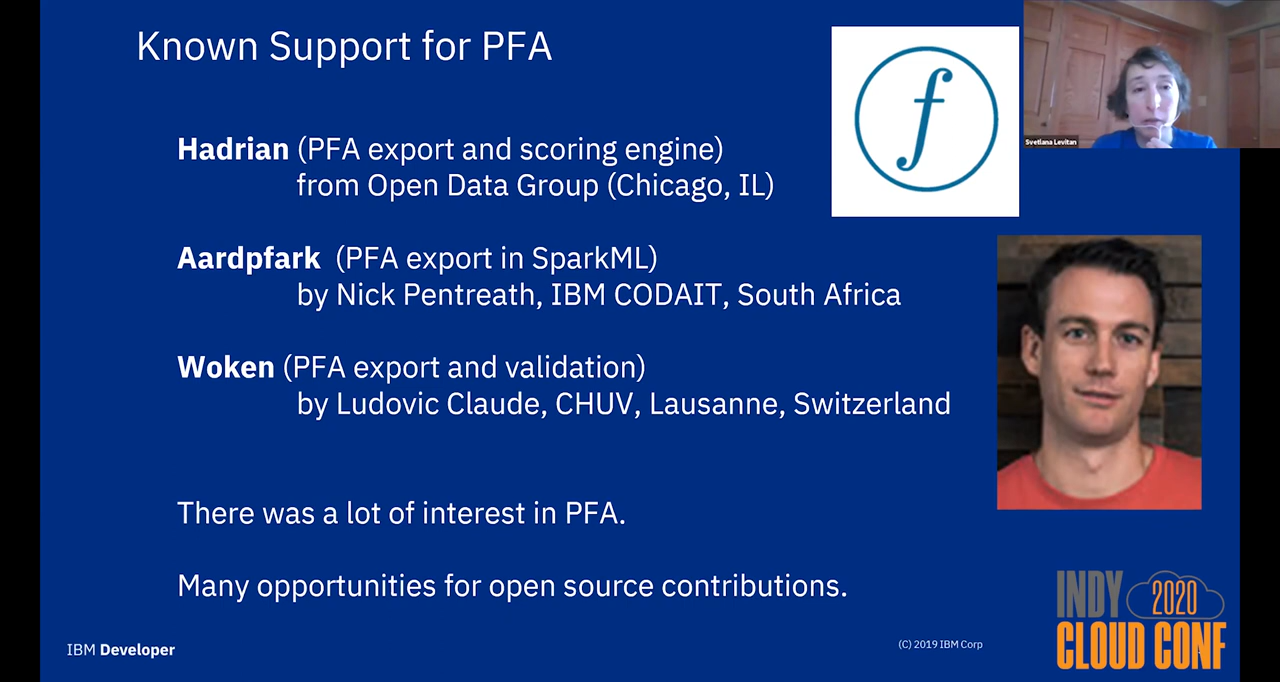 Known Support for PFA
f
Svetlana Levitan
Hadrian (PFA export and scoring engine)
from Open Data Group (Chicago, IL)
Aardpfark (PFA export in SparkML)
by Nick Pentreath, IBM CODAIT, South Africa
Woken (PFA export and validation)
by Ludovic Claude, CHUV, Lausanne, Switzerland
There was a lot of interest in PFA.
Many opportunities for open source contributions.
IBM Developer
(C) 2019 IBM Corp
INDY 2020
CLOUD CONF